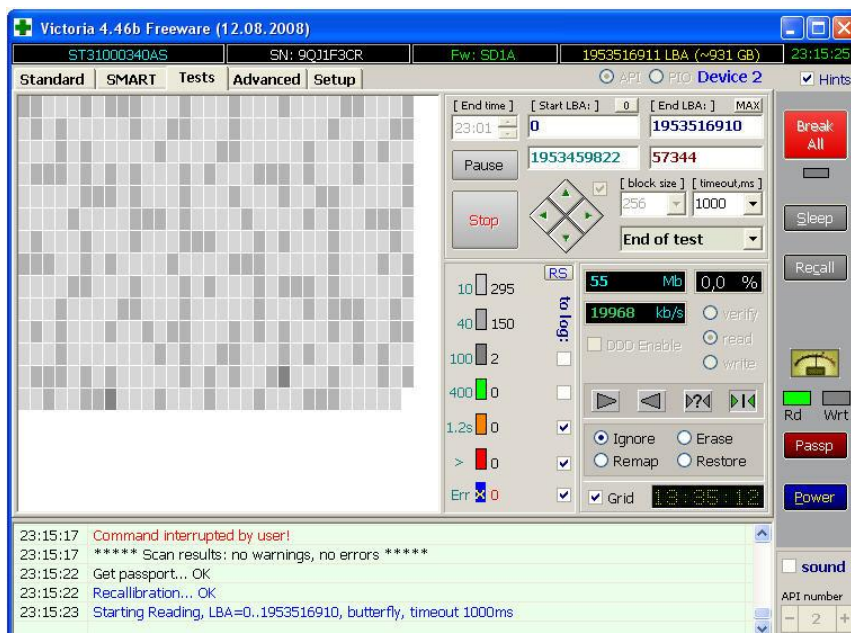 Victoria 4.46b Freeware (12.08.2008)
ST31000340AS SN: 9QJ1F3CR Fw: SD1A 1953516911 LBA (~931 GB) 23:15:25
Standard SMART Tests Advanced Setup API PIO Device 2 Hints
[ End time ] [ Start LBA: ] 0 [ End LBA: ] MAX
23:01 0 1953516910
Pause 1953459822 57344
[ block size ] [ timeout,ms ]
256 1000
Stop
End of test
Break All
Sleep
Recall
Rd Wrt
Passp
Power
RS
to log:
10 295
40 150
100 2
400 0
1.2s 0
> 0
Err x 0
55 Mb 0,0 %
19968 kb/s verify
DDD Enable read
write
Ignore Erase
Remap Restore
Grid 18:35:12
23:15:17 Command interrupted by user!
23:15:17 ***** Scan results: no warnings, no errors *****
23:15:22 Get passport... OK
23:15:22 Recallibration... OK
23:15:23 Starting Reading, LBA=0..1953516910, butterfly, timeout 1000ms
sound
API number
- 2 +